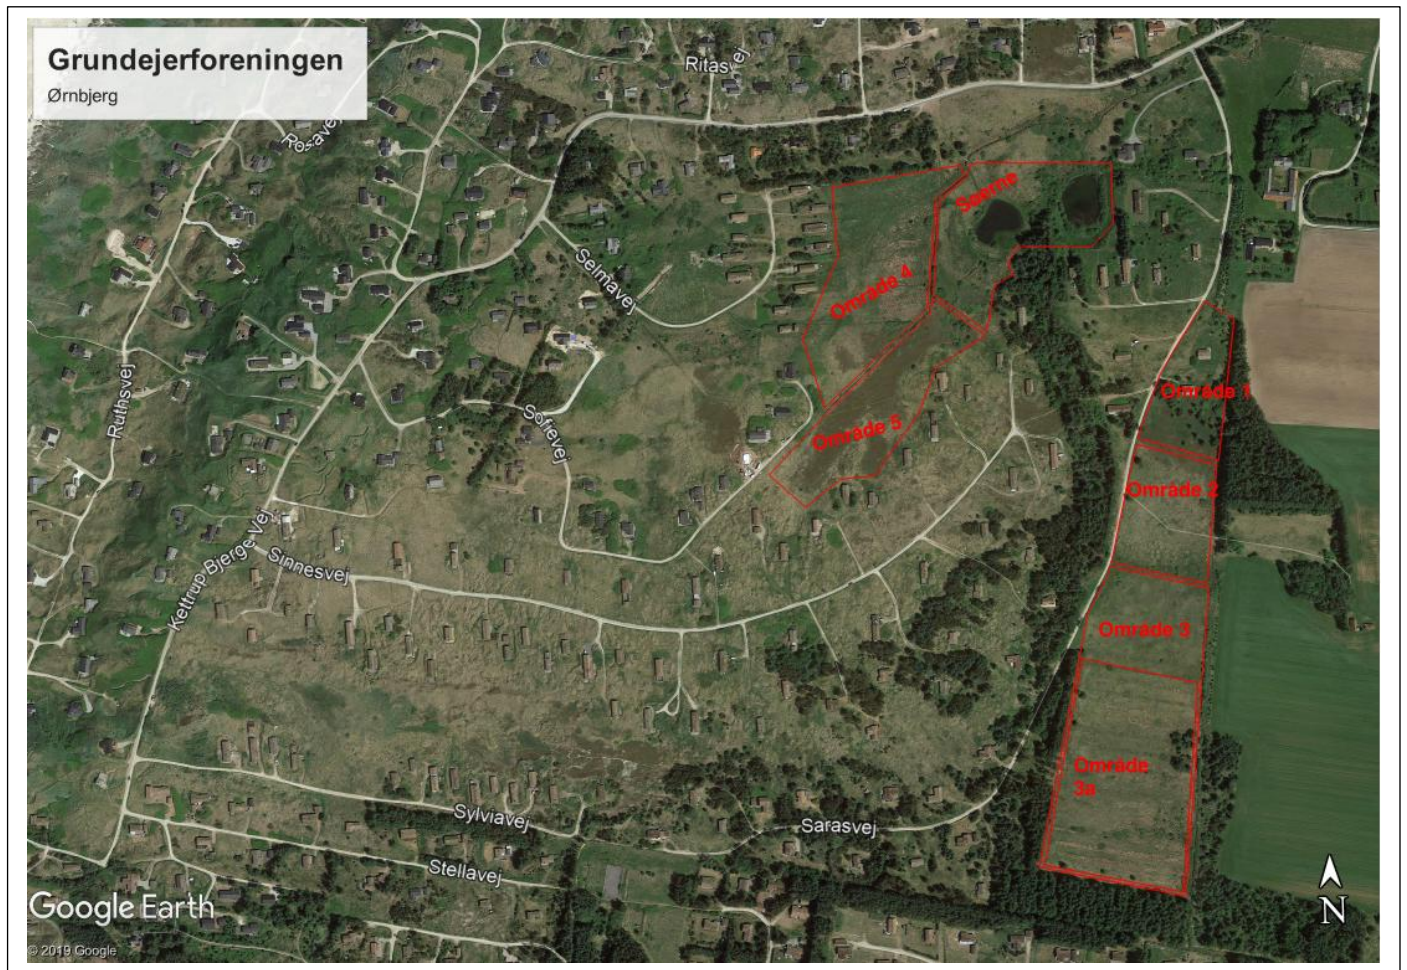 Grundejerforeningen
Ørnbjerg
Ritasvej
Rosavej
Søerne
Selmavej
Område 4
Ruthsvej
Område 1
Sofievej
Område 5
Område 2
Kettrup Bjerge Vej
Sinnesvej
Område 3
Område
3a
Sylviavej
Sarasvej
Stellavej
Google Earth
© 2019 Google
N